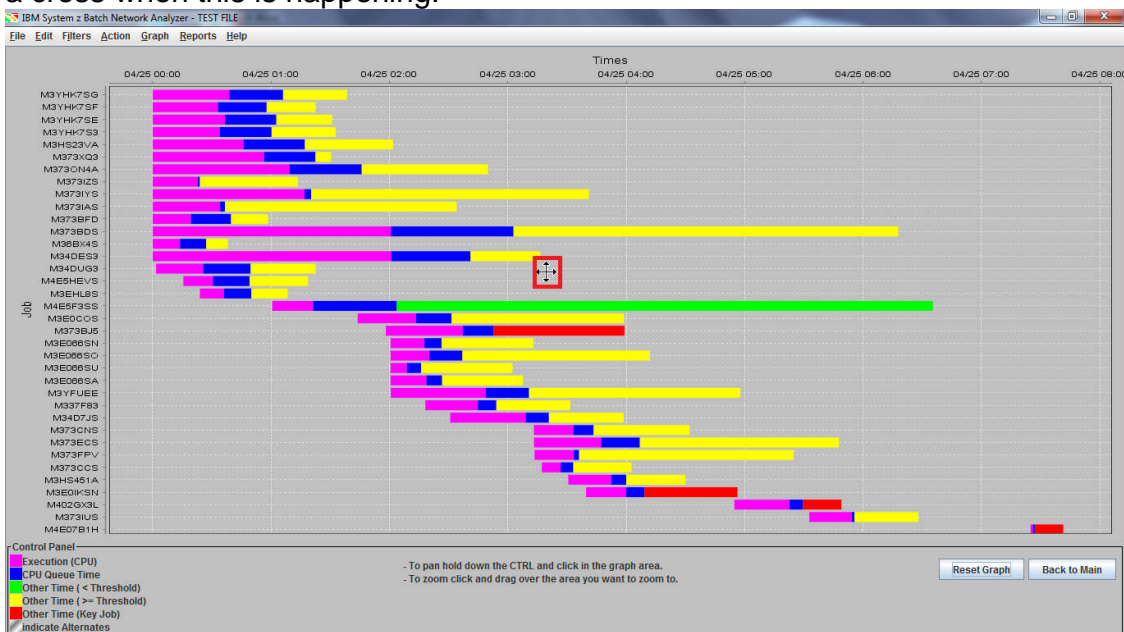 a cross when this is happening.
IBM System z Batch Network Analyzer - TEST FILE
File Edit Filters Action Graph Reports Help
Times
04/25 00:00 04/25 01:00 04/25 02:00 04/25 03:00 04/25 04:00 04/25 05:00 04/25 06:00 04/25 07:00 04/25 08:00
Job
M3YHK7SG
M3YHK7SF
M3YHK7SE
M3YHK7S3
M3HS23VA
M373XQ3
M373ON4A
M373IZS
M373IYS
M373IAS
M373BFD
M373BDS
M36BX4S
M34DES3
M34DUG3
M4E5HEVS
M3EHL8S
M4E5F3SS
M3E0COS
M373BJ5
M3E066SN
M3E066SO
M3E066SU
M3E066SA
M3YFUEE
M337F83
M34D7JS
M373CNS
M373ECS
M373FPV
M373CCS
M3HS451A
M3E0IKSN
M402GX3L
M373IUS
M4E07B1H
Control Panel
Execution (CPU)
CPU Queue Time
Other Time ( < Threshold)
Other Time ( >= Threshold)
Other Time (Key Job)
indicate Alternates
- To pan hold down the CTRL and click in the graph area.
- To zoom click and drag over the area you want to zoom to.
Reset Graph Back to Main